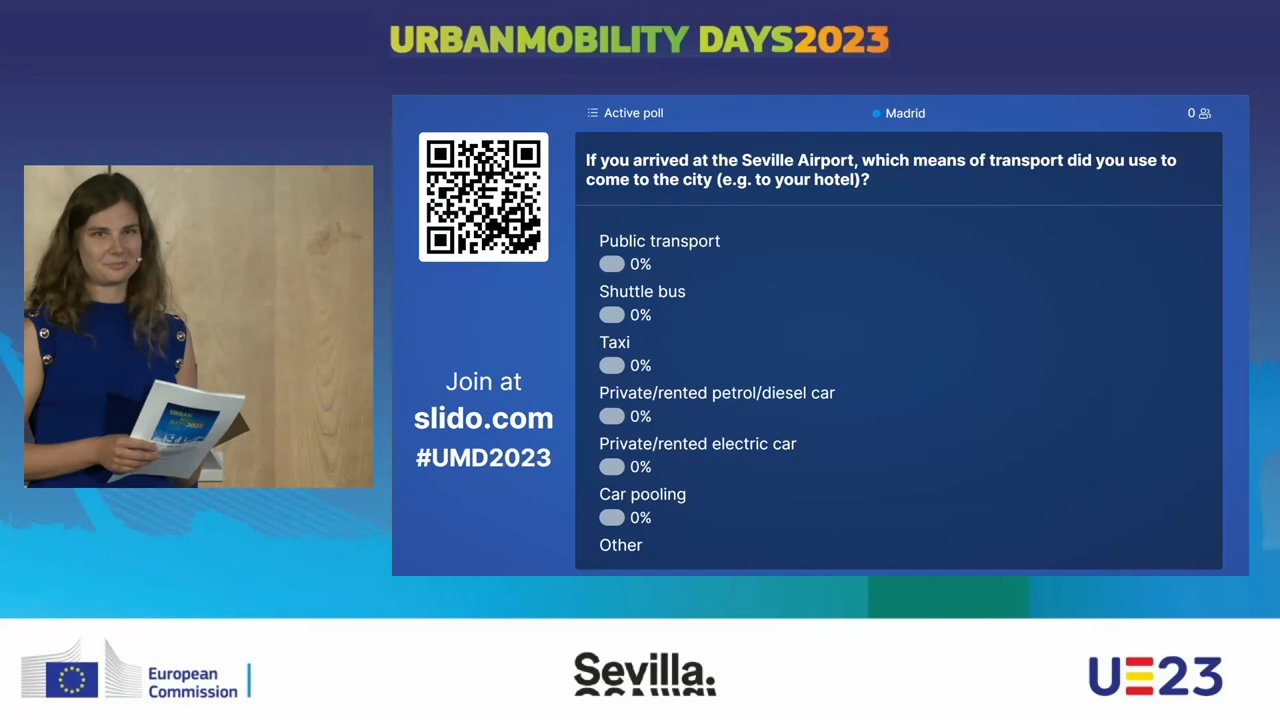 URBANMOBILITY DAYS2023
Active poll
Madrid
0
If you arrived at the Seville Airport, which means of transport did you use to
come to the city (e.g. to your hotel)?
Public transport
0%
Shuttle bus
0%
Taxi
0%
Private/rented petrol/diesel car
0%
Private/rented electric car
0%
Car pooling
0%
Other
Join at
slido.com
#UMD2023
URBAN
MOBILITY
DAYS2023
European
Commission
Sevilla.
UE23